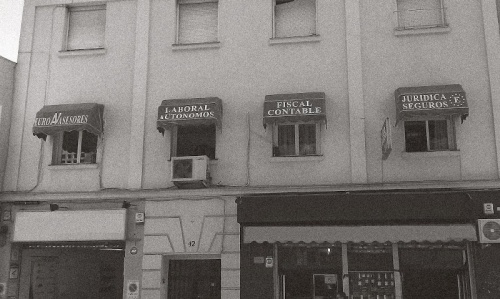 EURO ASESORES
LABORAL
AUTONOMOS
FISCAL
CONTABLE
JURIDICA
SEGUROS
42